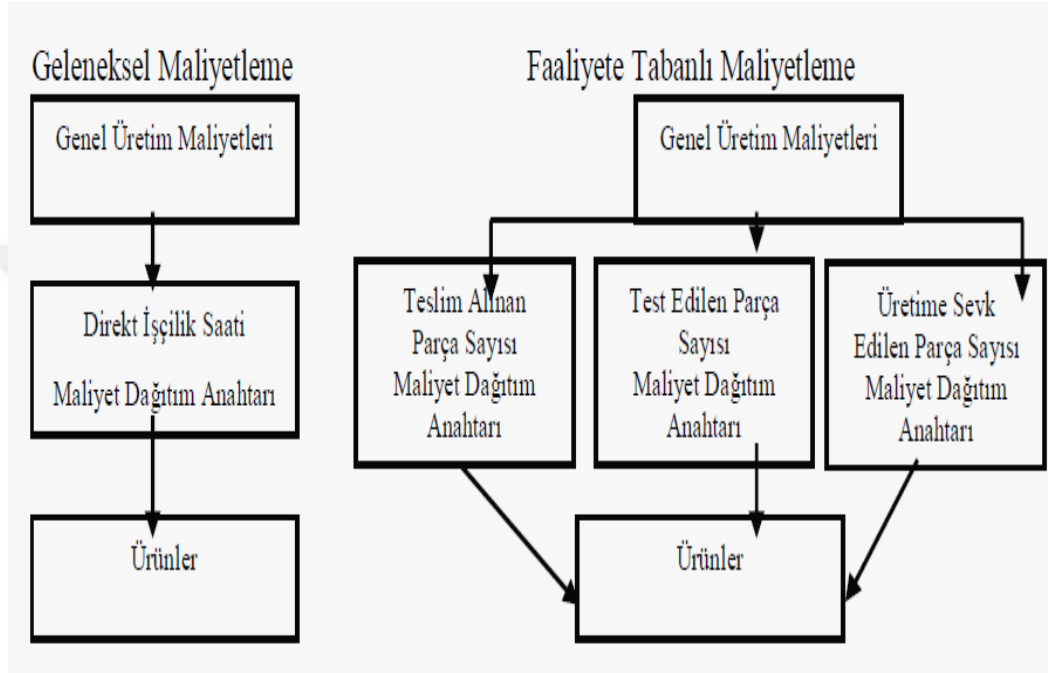 Geleneksel Maliyetleme
Genel Üretim Maliyetleri
Direkt İşçilik Saati
Maliyet Dağıtım Anahtarı
Ürünler
Faaliyete Tabanlı Maliyetleme
Genel Üretim Maliyetleri
Teslim Alınan
Parça Sayısı
Maliyet Dağıtım
Anahtarı
Test Edilen Parça
Sayısı
Maliyet Dağıtım
Anahtarı
Üretime Sevk
Edilen Parça Sayısı
Maliyet Dağıtım
Anahtarı
Ürünler